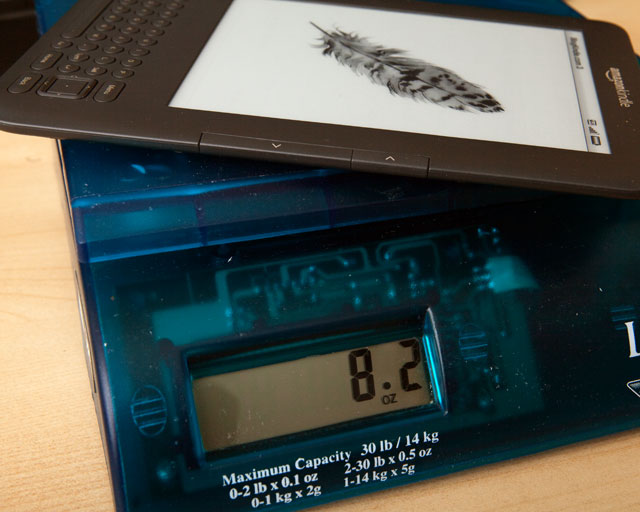 amazonkindle
8.2
oz
Maximum Capacity 30 lb / 14 kg
0-2 lb x 0.1 oz 2-30 lb x 0.5 oz
0-1 kg x 2g 1-14 kg x 5g
L